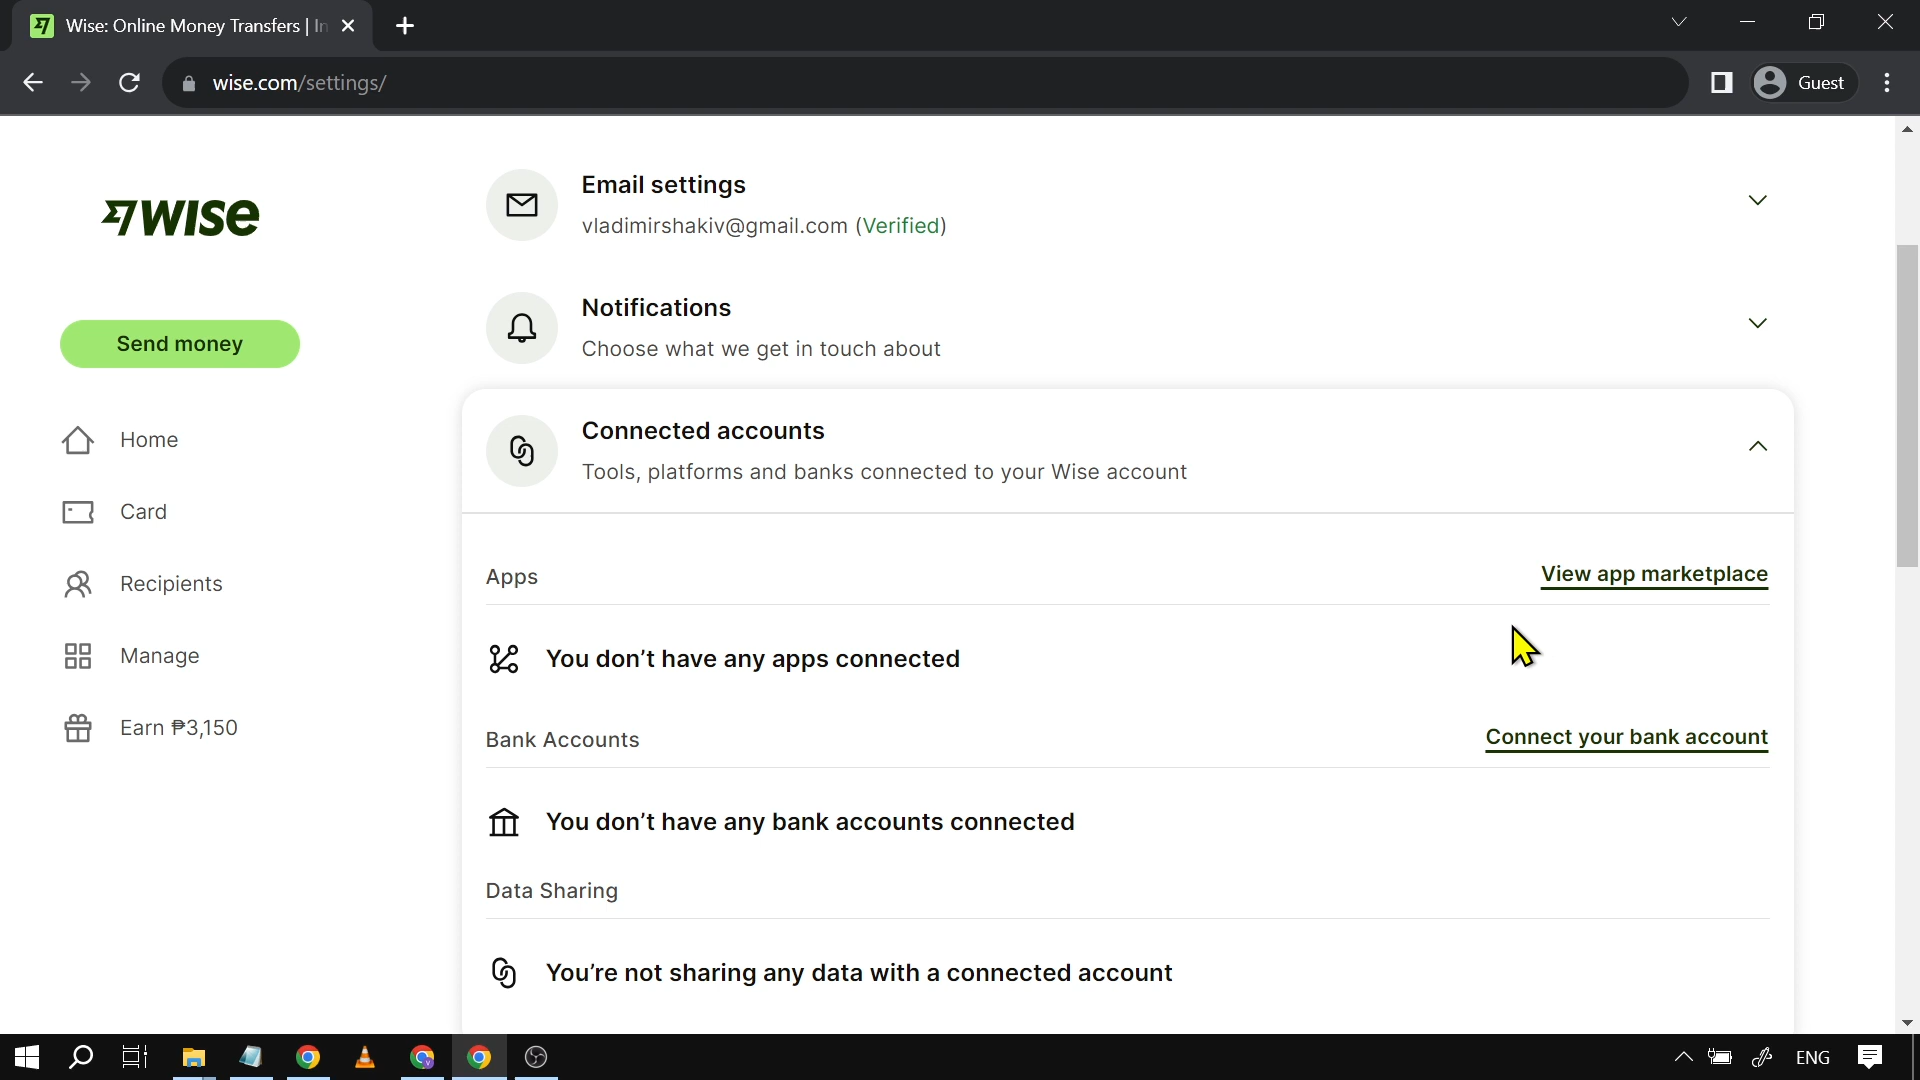 Wise: Online Money Transfers | In
wise.com/settings/
Guest
7WISE
Send money
Home
Card
Recipients
Manage
Earn ₱3,150
Email settings
vladimirshakiv@gmail.com (Verified)
Notifications
Choose what we get in touch about
Connected accounts
Tools, platforms and banks connected to your Wise account
Apps
View app marketplace
You don’t have any apps connected
Bank Accounts
Connect your bank account
You don’t have any bank accounts connected
Data Sharing
You’re not sharing any data with a connected account
ENG